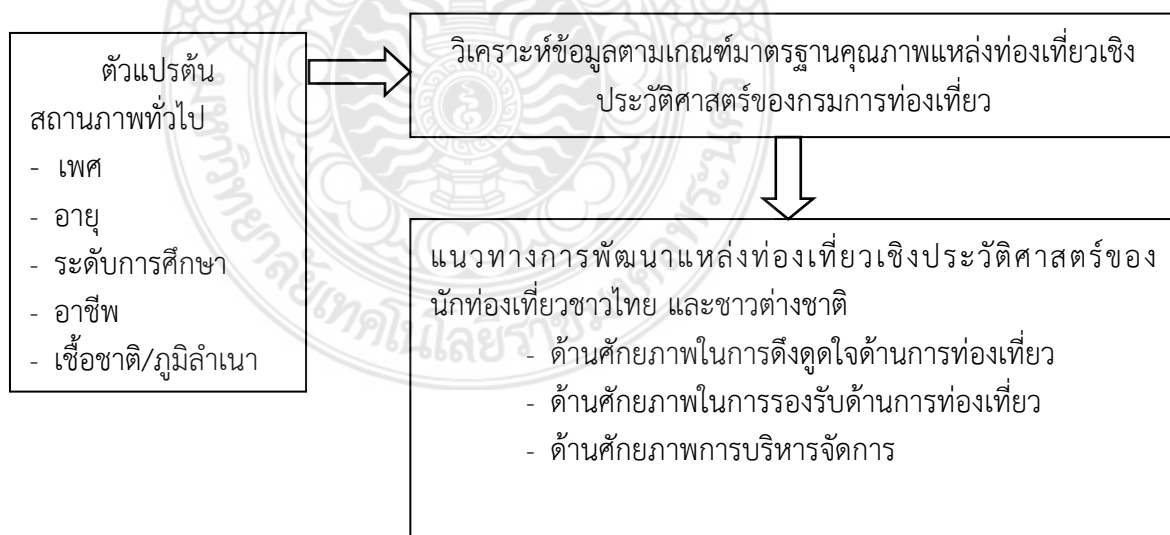 ตัวแปรต้น
สถานภาพทั่วไป
- เพศ
- อายุ
- ระดับการศึกษา
- อาชีพ
- เชื้อชาติ/ภูมิลำเนา
วิเคราะห์ข้อมูลตามเกณฑ์มาตรฐานคุณภาพแหล่งท่องเที่ยวเชิง
ประวัติศาสตร์ของกรมการท่องเที่ยว
แนวทางการพัฒนาแหล่งท่องเที่ยวเชิงประวัติศาสตร์ของ
นักท่องเที่ยวชาวไทย และชาวต่างชาติ
- ด้านศักยภาพในการดึงดูดใจด้านการท่องเที่ยว
- ด้านศักยภาพในการรองรับด้านการท่องเที่ยว
- ด้านศักยภาพการบริหารจัดการ